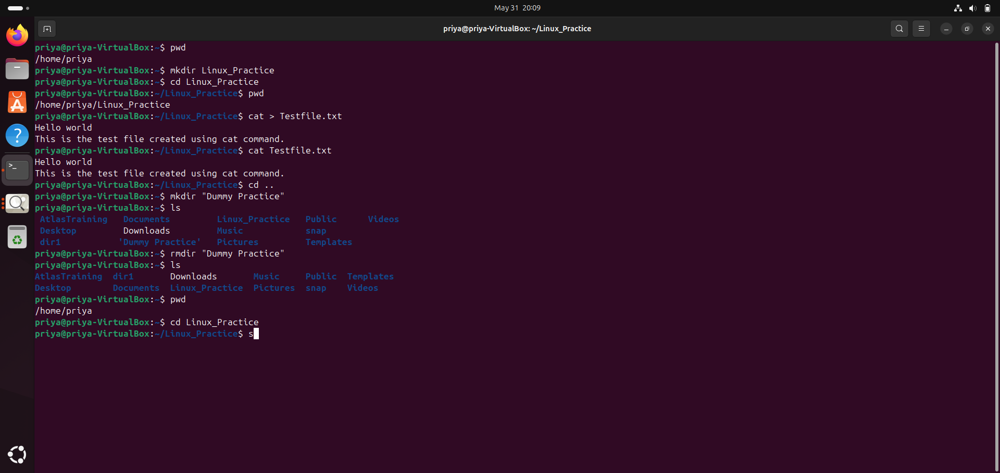 May 31 20:09
priya@priya-VirtualBox: ~/Linux_Practice
priya@priya-VirtualBox:~$ pwd
/home/priya
priya@priya-VirtualBox:~$ mkdir Linux_Practice
priya@priya-VirtualBox:~$ cd Linux_Practice
priya@priya-VirtualBox:~/Linux_Practice$ pwd
/home/priya/Linux_Practice
priya@priya-VirtualBox:~/Linux_Practice$ cat > Testfile.txt
Hello world
This is the test file created using cat command.
priya@priya-VirtualBox:~/Linux_Practice$ cat Testfile.txt
Hello world
This is the test file created using cat command.
priya@priya-VirtualBox:~/Linux_Practice$ cd ..
priya@priya-VirtualBox:~$ mkdir "Dummy Practice"
priya@priya-VirtualBox:~$ ls
AtlasTraining Documents Linux_Practice Public Videos
Desktop Downloads Music snap
dir1 'Dummy Practice' Pictures Templates
priya@priya-VirtualBox:~$ rmdir "Dummy Practice"
priya@priya-VirtualBox:~$ ls
AtlasTraining dir1 Downloads Music Public Templates
Desktop Documents Linux_Practice Pictures snap Videos
priya@priya-VirtualBox:~$ pwd
/home/priya
priya@priya-VirtualBox:~$ cd Linux_Practice
priya@priya-VirtualBox:~/Linux_Practice$ s